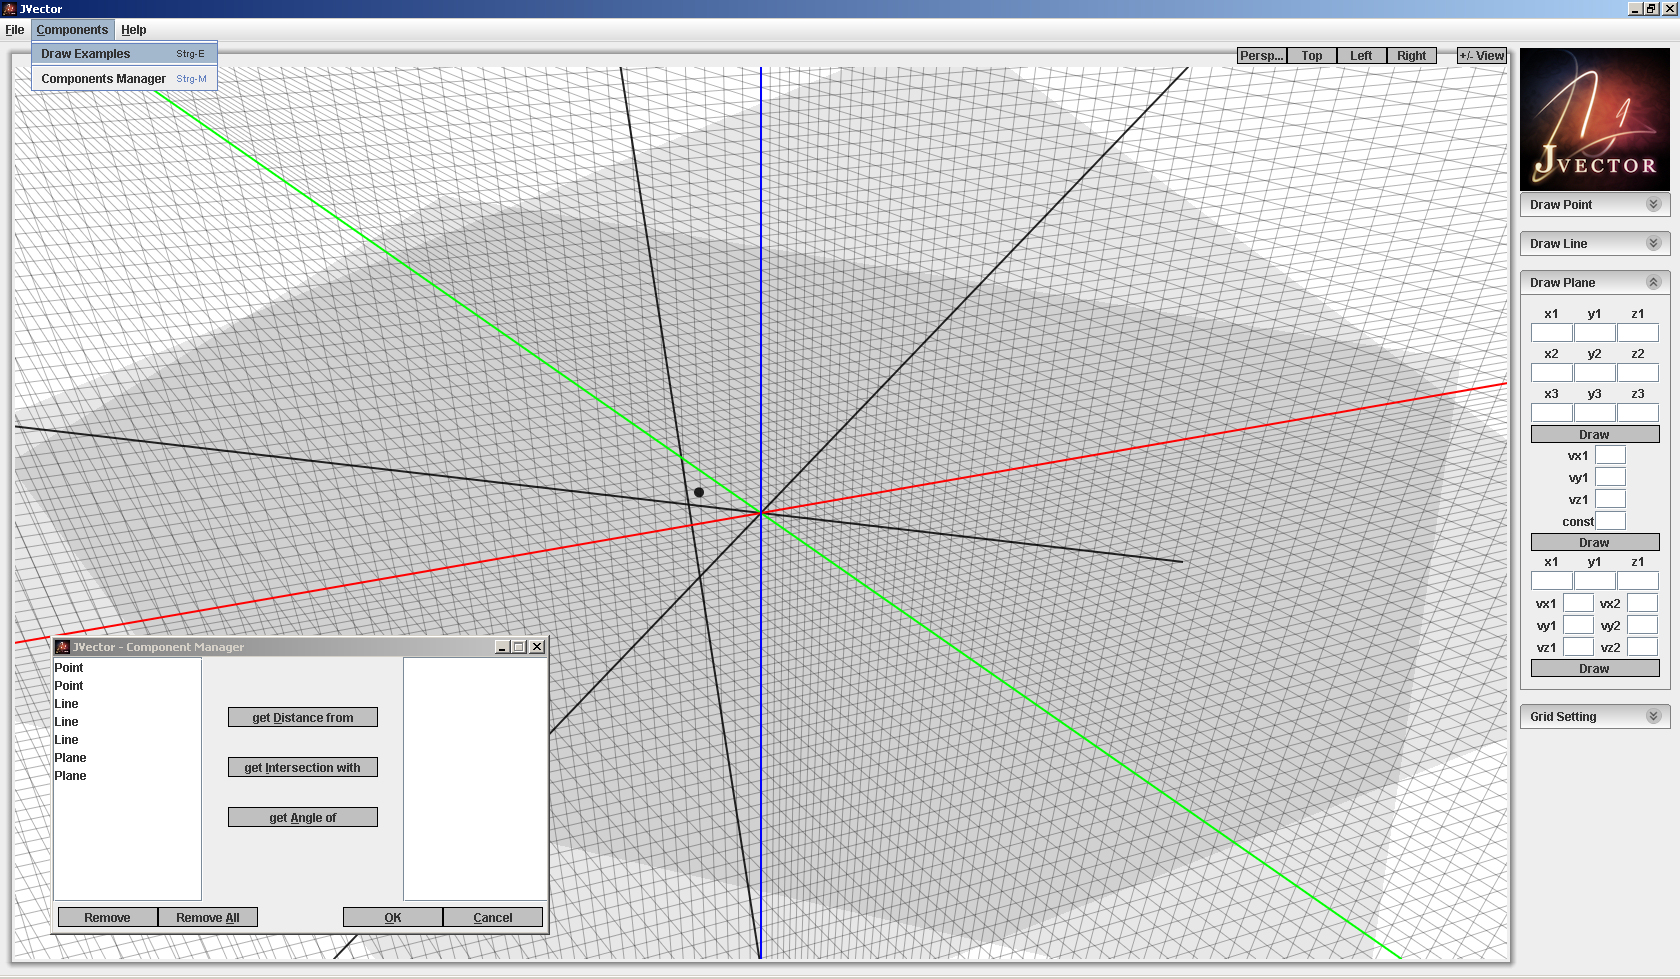 JVector
File Components Help
Draw Examples Strg-E
Components Manager Strg-M
Persp... Top Left Right +/- View
JVECTOR
Draw Point
Draw Line
Draw Plane
x1 y1 z1
x2 y2 z2
x3 y3 z3
Draw
vx1
vy1
vz1
const
Draw
x1 y1 z1
vx1 vx2
vy1 vy2
vz1 vz2
Draw
Grid Setting
JVector - Component Manager
Point
Point
Line
Line
Line
Plane
Plane
get Distance from
get Intersection with
get Angle of
Remove Remove All OK Cancel